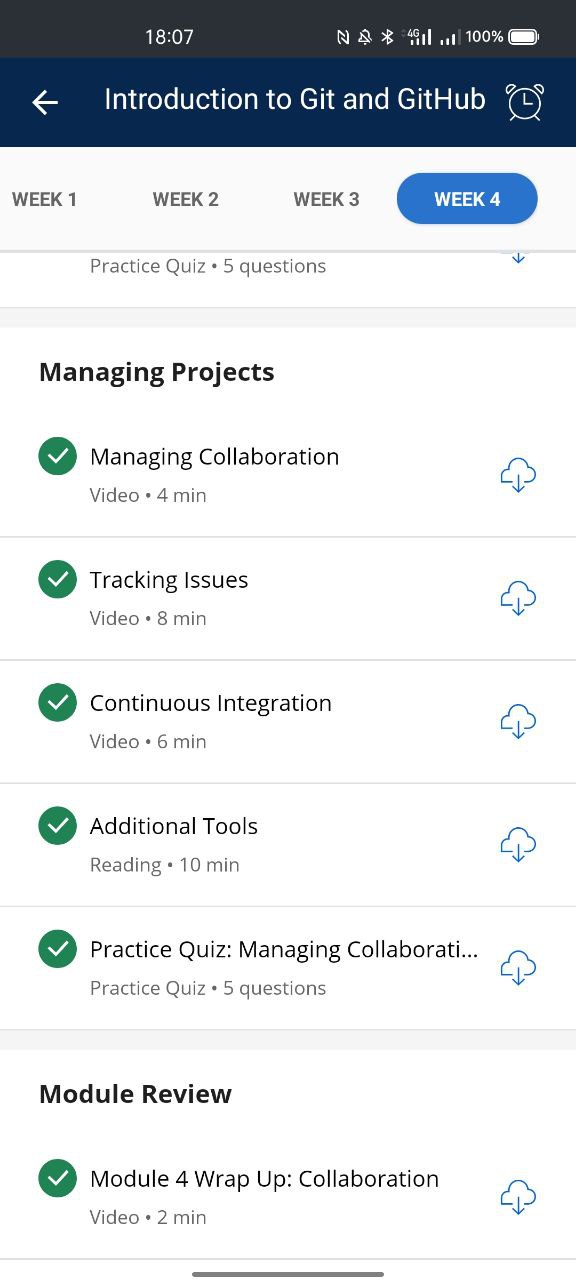 18:07
4G
100%
Introduction to Git and GitHub
WEEK 1
WEEK 2
WEEK 3
WEEK 4
Practice Quiz • 5 questions
Managing Projects
Managing Collaboration
Video • 4 min
Tracking Issues
Video • 8 min
Continuous Integration
Video • 6 min
Additional Tools
Reading • 10 min
Practice Quiz: Managing Collaborati...
Practice Quiz • 5 questions
Module Review
Module 4 Wrap Up: Collaboration
Video • 2 min